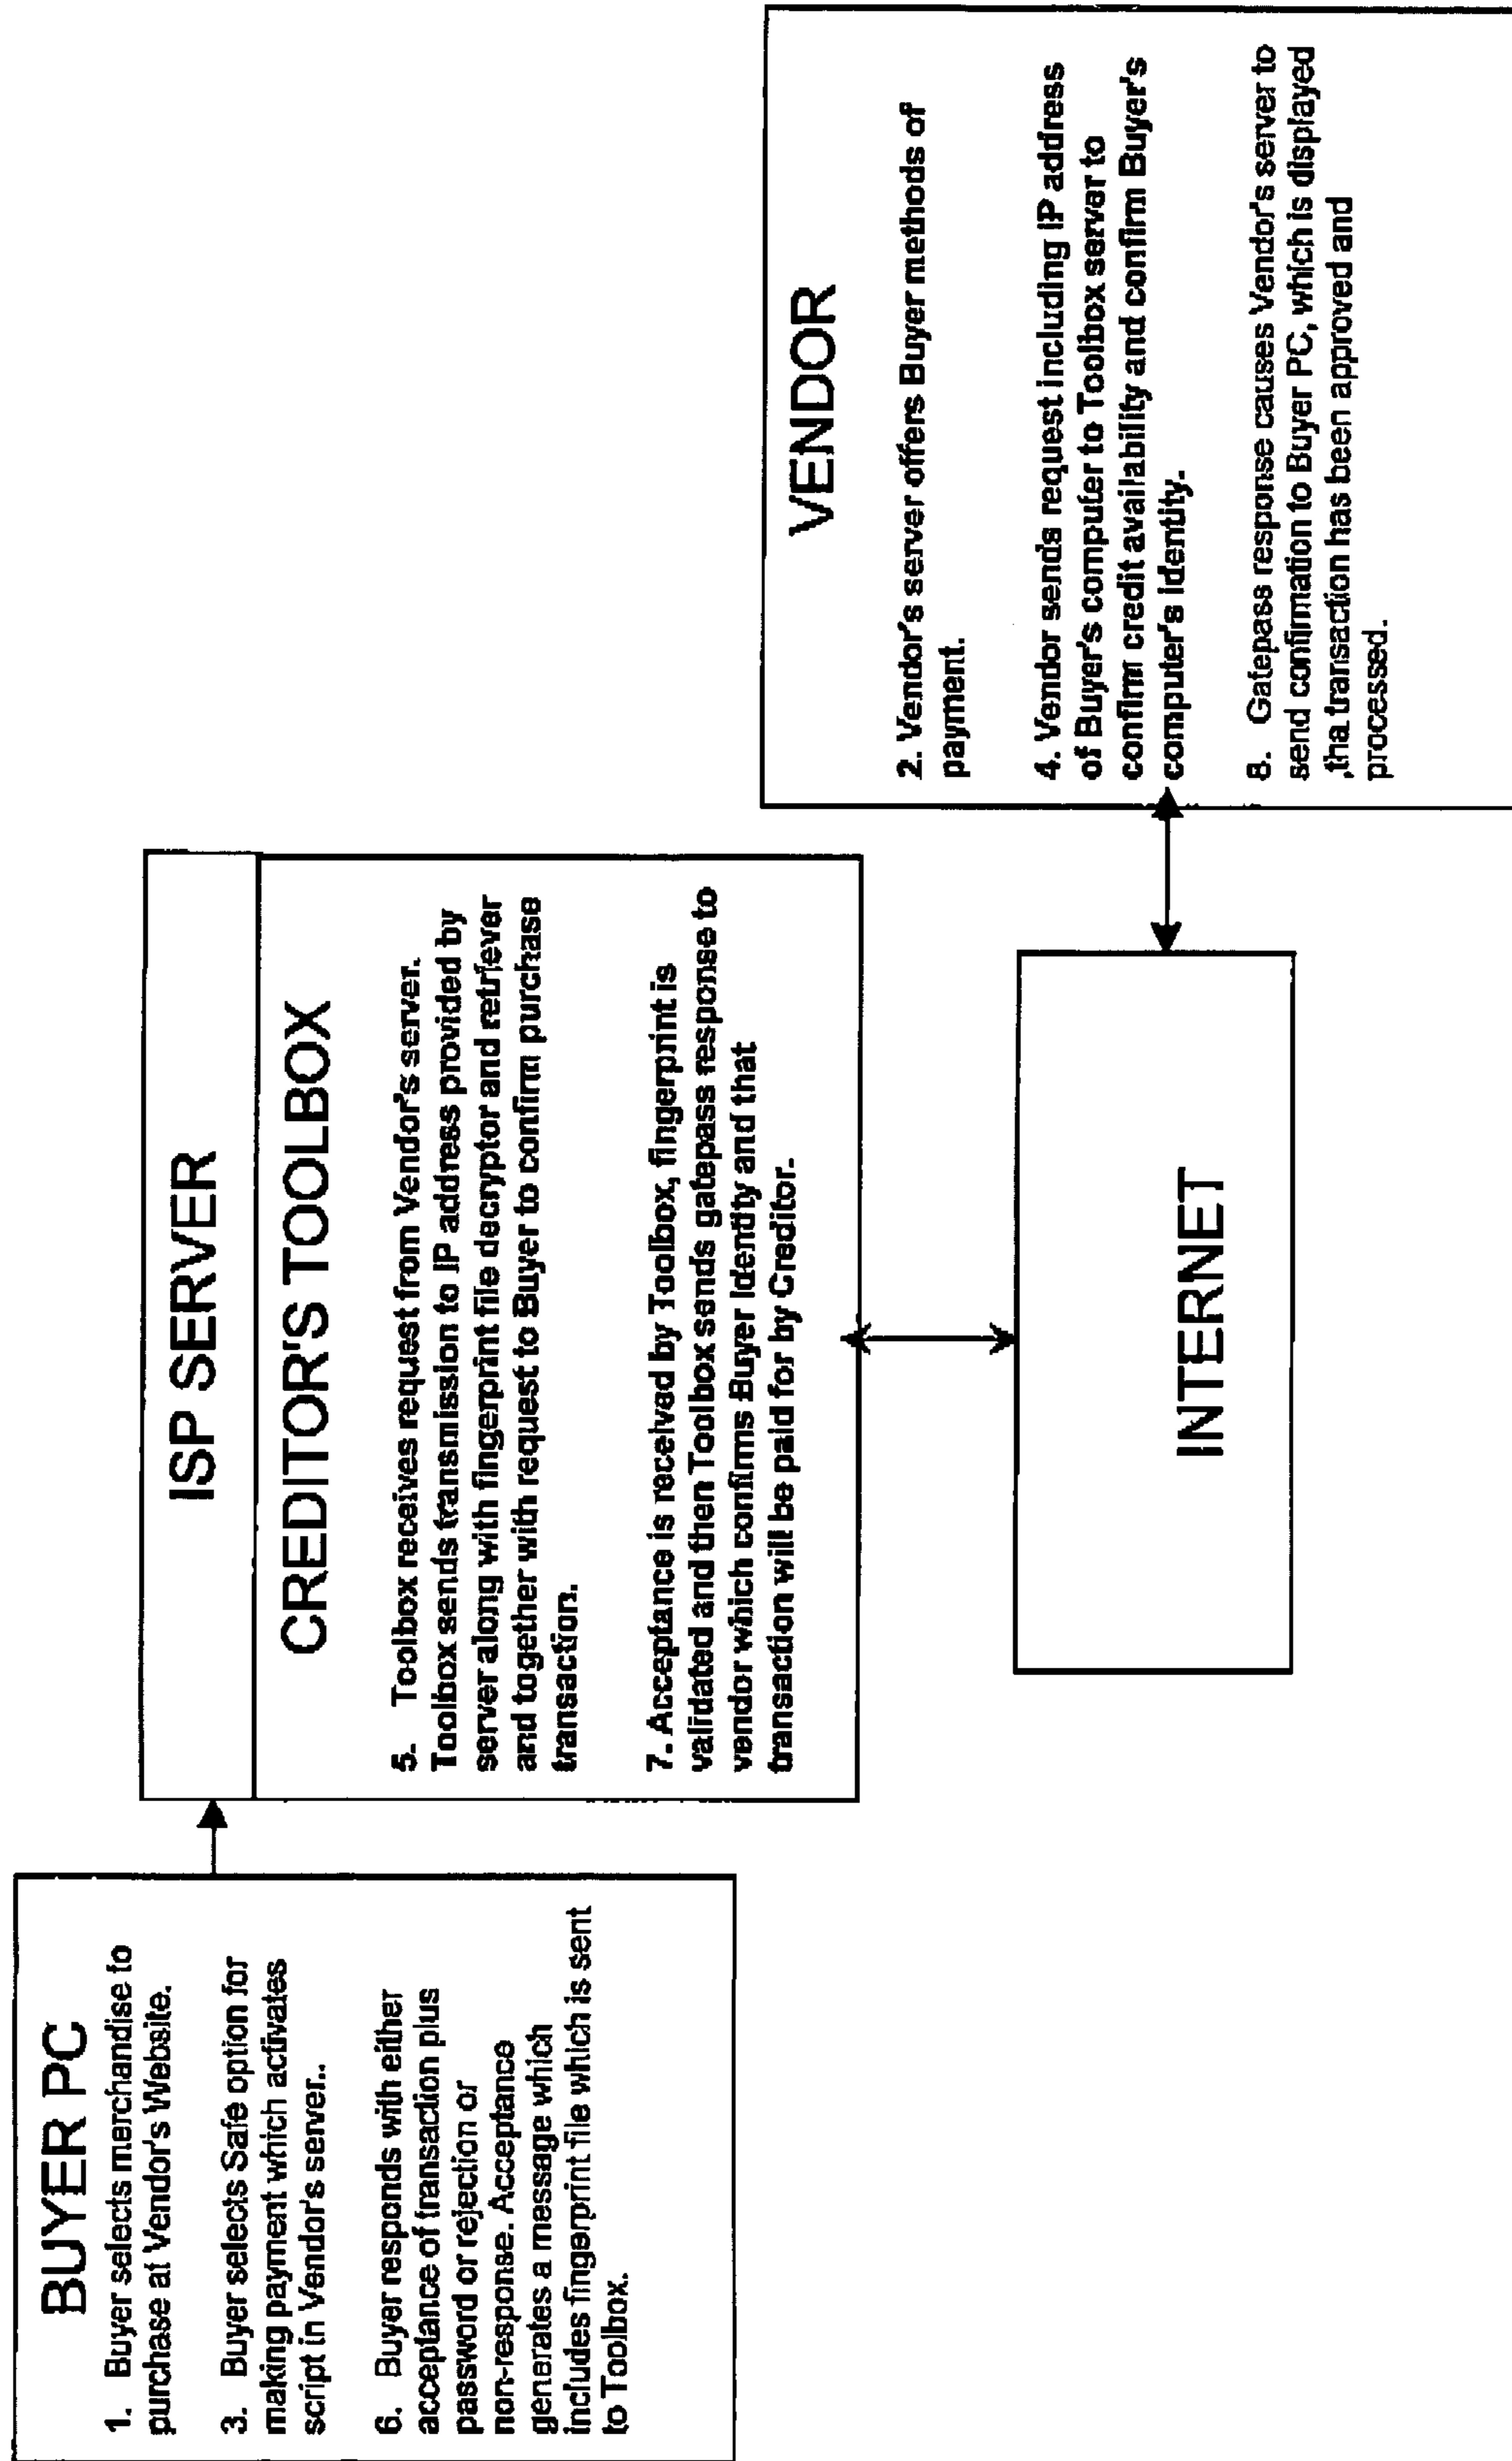 BUYER PC
1. Buyer selects merchandise to
purchase at Vendor's Website.
3. Buyer selects Safe option for
making payment which activates
script in Vendor's server..
6. Buyer responds with either
acceptance of transaction plus
password or rejection or
non-response. Acceptance
generates a message which
includes fingerprint file which is sent
to Toolbox.
ISP SERVER
CREDITOR'S TOOLBOX
5. Toolbox receives request from Vendor's server.
Toolbox sends transmission to IP address provided by
server along with fingerprint file decryptor and retriever
and together with request to Buyer to confirm purchase
transaction.
7. Acceptance is received by Toolbox, fingerprint is
validated and then Toolbox sends gatepass response to
vendor which confirms Buyer Identity and that
transaction will be paid for by Creditor.
INTERNET
VENDOR
2. Vendor's server offers Buyer methods of
payment.
4. Vendor sends request including IP address
of Buyer's computer to Toolbox server to
confirm credit availability and confirm Buyer's
computer's identity.
8. Gatepass response causes Vendor's server to
send confirmation to Buyer PC, which is displayed
,tha transaction has been approved and
processed.